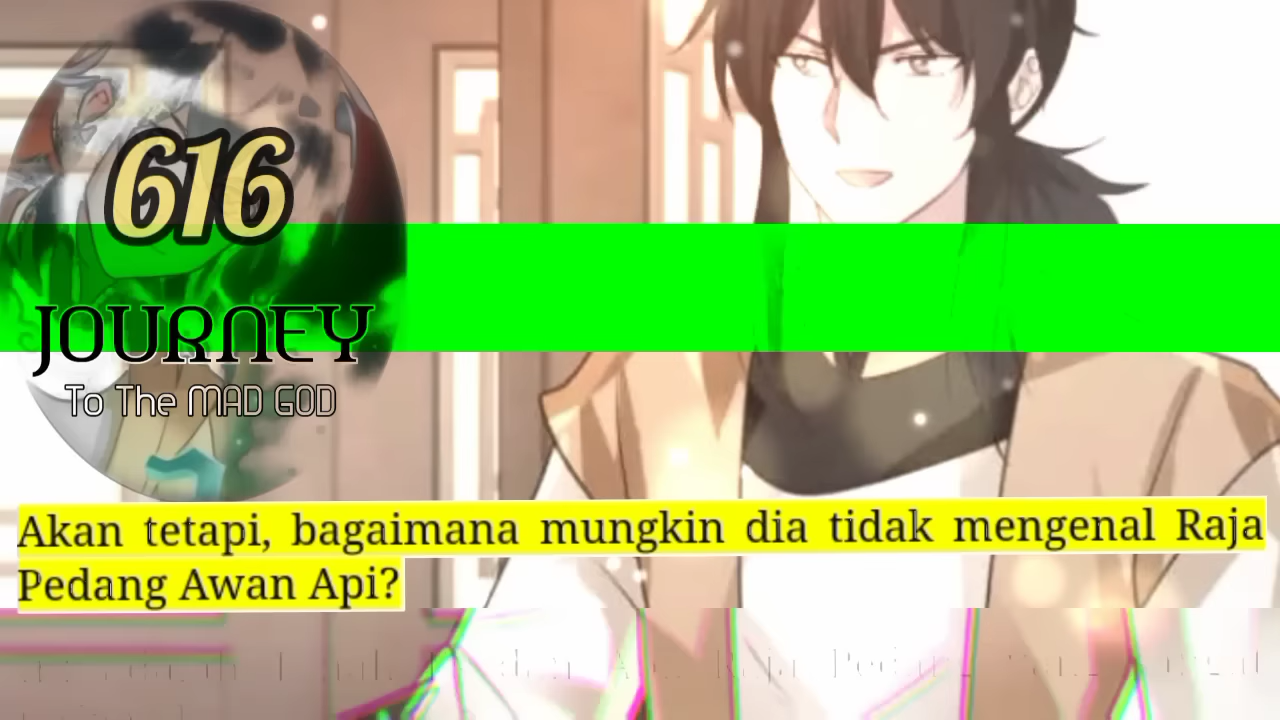 616
JOURNEY
To The MAD GOD
Akan tetapi, bagaimana mungkin dia tidak mengenal Raja
Pedang Awan Api?